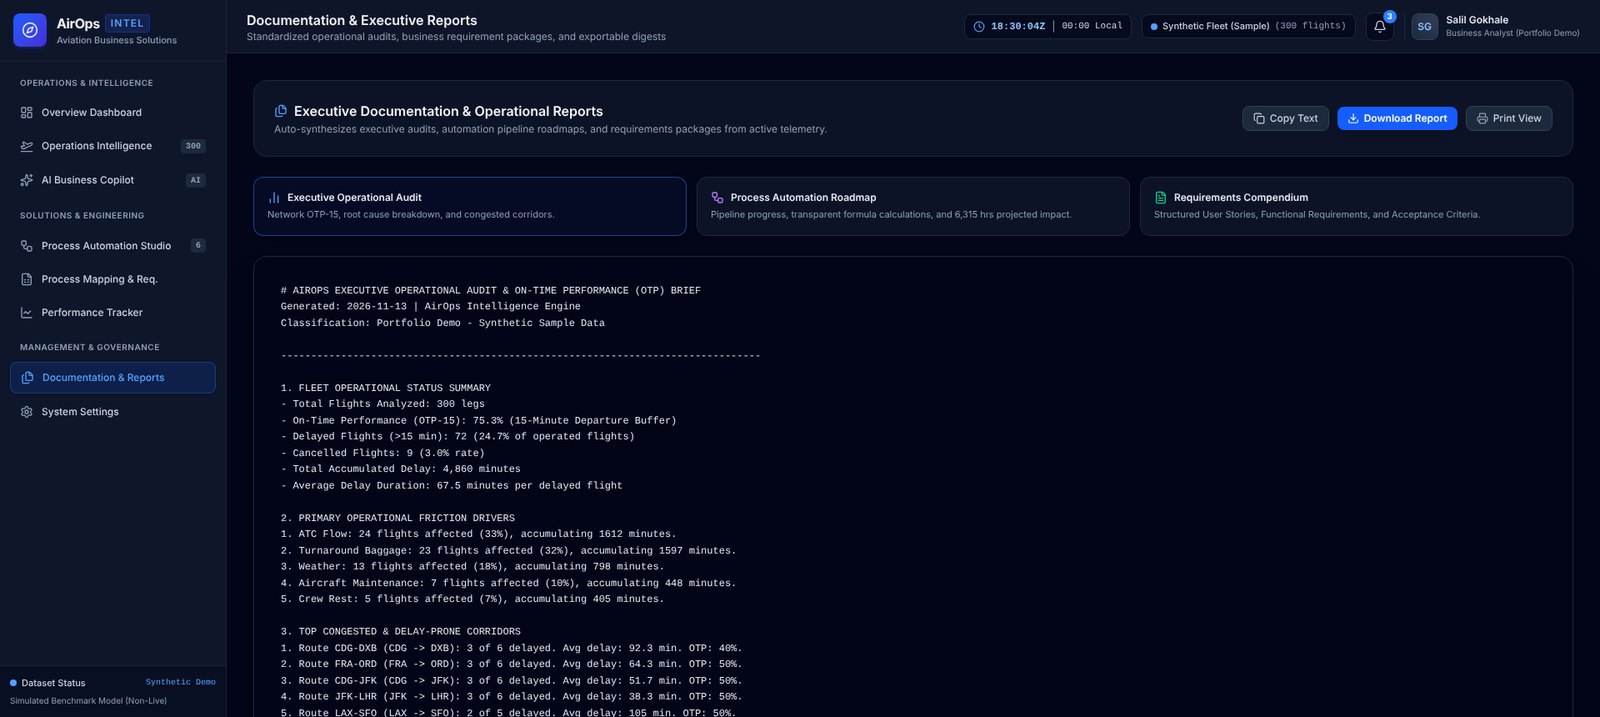 AirOps INTEL
Aviation Business Solutions
OPERATIONS & INTELLIGENCE
Overview Dashboard
Operations Intelligence 300
AI Business Copilot AI
SOLUTIONS & ENGINEERING
Process Automation Studio 6
Process Mapping & Req.
Performance Tracker
MANAGEMENT & GOVERNANCE
Documentation & Reports
System Settings
Dataset Status Synthetic Demo
Simulated Benchmark Model (Non-Live)
Documentation & Executive Reports
Standardized operational audits, business requirement packages, and exportable digests
18:30:04Z | 00:00 Local
Synthetic Fleet (Sample) (300 flights)
3
SG
Salil Gokhale
Business Analyst (Portfolio Demo)
Executive Documentation & Operational Reports
Auto-synthesizes executive audits, automation pipeline roadmaps, and requirements packages from active telemetry.
Copy Text
Download Report
Print View
Executive Operational Audit
Network OTP-15, root cause breakdown, and congested corridors.
Process Automation Roadmap
Pipeline progress, transparent formula calculations, and 6,315 hrs projected impact.
Requirements Compendium
Structured User Stories, Functional Requirements, and Acceptance Criteria.
# AIROPS EXECUTIVE OPERATIONAL AUDIT & ON-TIME PERFORMANCE (OTP) BRIEF
Generated: 2026-11-13 | AirOps Intelligence Engine
Classification: Portfolio Demo - Synthetic Sample Data
--------------------------------------------------------------------------------
1. FLEET OPERATIONAL STATUS SUMMARY
- Total Flights Analyzed: 300 legs
- On-Time Performance (OTP-15): 75.3% (15-Minute Departure Buffer)
- Delayed Flights (>15 min): 72 (24.7% of operated flights)
- Cancelled Flights: 9 (3.0% rate)
- Total Accumulated Delay: 4,860 minutes
- Average Delay Duration: 67.5 minutes per delayed flight
2. PRIMARY OPERATIONAL FRICTION DRIVERS
1. ATC Flow: 24 flights affected (33%), accumulating 1612 minutes.
2. Turnaround Baggage: 23 flights affected (32%), accumulating 1597 minutes.
3. Weather: 13 flights affected (18%), accumulating 798 minutes.
4. Aircraft Maintenance: 7 flights affected (10%), accumulating 448 minutes.
5. Crew Rest: 5 flights affected (7%), accumulating 405 minutes.
3. TOP CONGESTED & DELAY-PRONE CORRIDORS
1. Route CDG-DXB (CDG -> DXB): 3 of 6 delayed. Avg delay: 92.3 min. OTP: 40%.
2. Route FRA-ORD (FRA -> ORD): 3 of 6 delayed. Avg delay: 64.3 min. OTP: 50%.
3. Route CDG-JFK (CDG -> JFK): 3 of 6 delayed. Avg delay: 51.7 min. OTP: 50%.
4. Route JFK-LHR (JFK -> LHR): 3 of 6 delayed. Avg delay: 38.3 min. OTP: 50%.
5. Route LAX-SFO (LAX -> SFO): 2 of 5 delayed. Avg delay: 105 min. OTP: 50%.